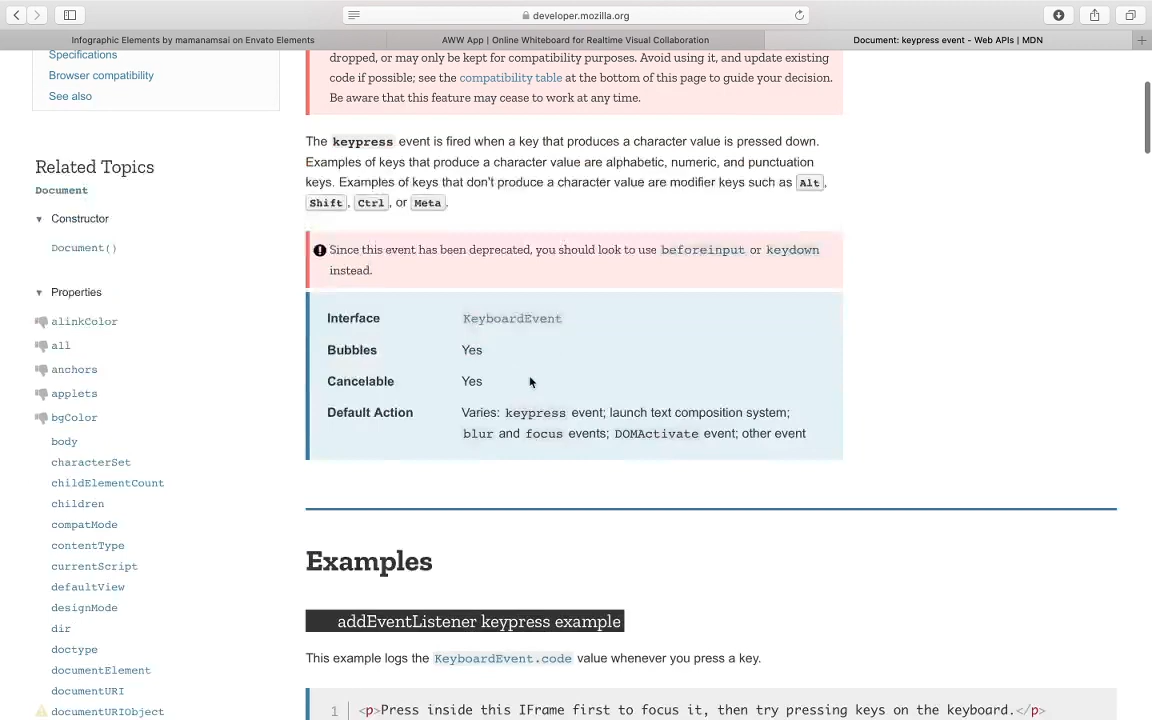 developer.mozilla.org
Infographic Elements by mamanamsai on Envato Elements
AWW App | Online Whiteboard for Realtime Visual Collaboration
Document: keypress event - Web APIs | MDN
Specifications
Browser compatibility
See also
Related Topics
Document
Constructor
Document()
Properties
alinkColor
all
anchors
applets
bgColor
body
characterSet
childElementCount
children
compatMode
contentType
currentScript
defaultView
designMode
dir
doctype
documentElement
documentURI
documentURIObject
dropped, or may only be kept for compatibility purposes. Avoid using it, and update existing
code if possible; see the compatibility table at the bottom of this page to guide your decision.
Be aware that this feature may cease to work at any time.
The keypress event is fired when a key that produces a character value is pressed down.
Examples of keys that produce a character value are alphabetic, numeric, and punctuation
keys. Examples of keys that don't produce a character value are modifier keys such as Alt,
Shift, Ctrl, or Meta.
Since this event has been deprecated, you should look to use beforeinput or keydown
instead.
Interface KeyboardEvent
Bubbles Yes
Cancelable Yes
Default Action Varies: keypress event; launch text composition system;
blur and focus events; DOMActivate event; other event
Examples
addEventListener keypress example
This example logs the KeyboardEvent.code value whenever you press a key.
1 <p>Press inside this IFrame first to focus it, then try pressing keys on the keyboard.</p>